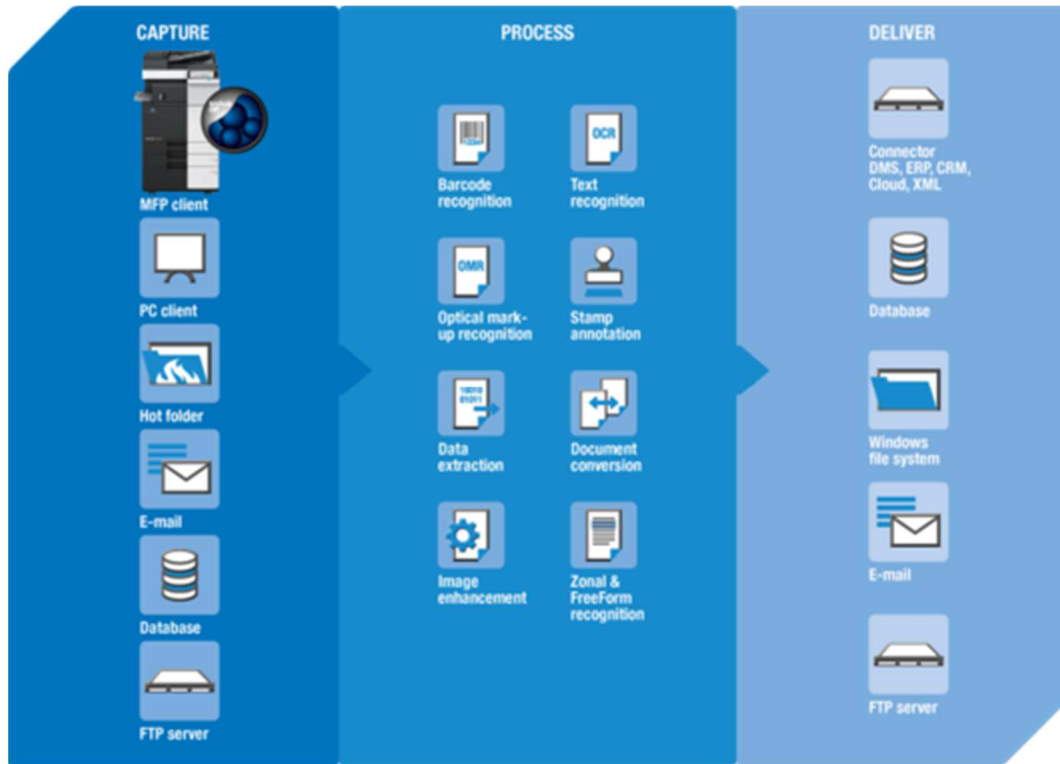 CAPTURE
MFP client
PC client
Hot folder
E-mail
Database
FTP server
PROCESS
1234
Barcode
recognition
OCR
Text
recognition
OMR
Optical mark-
up recognition
Stamp
annotation
10010
01011
Data
extraction
Document
conversion
Image
enhancement
Zonal &
FreeForm
recognition
DELIVER
Connector
DMS, ERP, CRM,
Cloud, XML
Database
Windows
file system
E-mail
FTP server